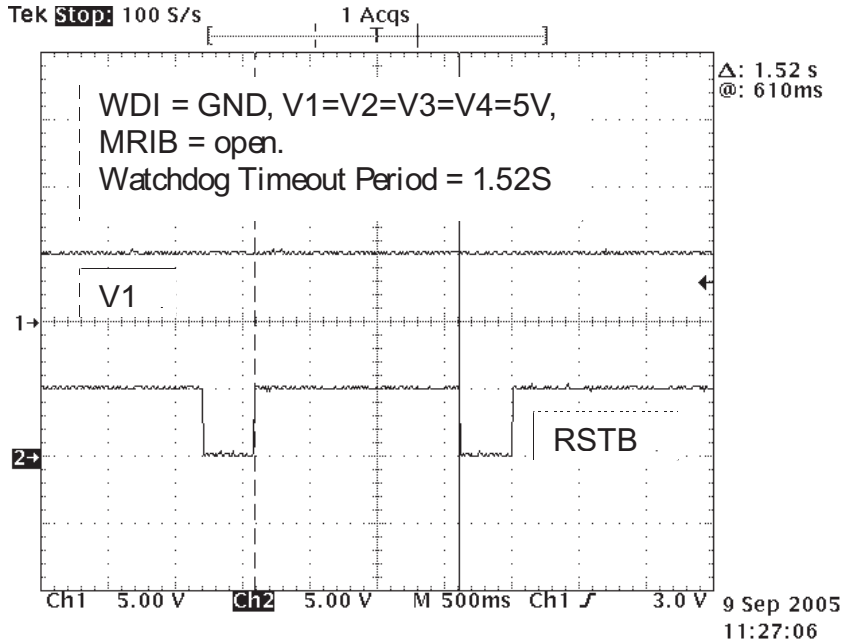 Tek Stop: 100 S/s 1 Acqs
T
Δ: 1.52 s
@: 610ms
WDI = GND, V1=V2=V3=V4=5V,
MRIB = open.
Watchdog Timeout Period = 1.52S
V1
1→
RSTB
2→
Ch1 5.00 V Ch2 5.00 V M 500ms Ch1 3.0 V
9 Sep 2005
11:27:06